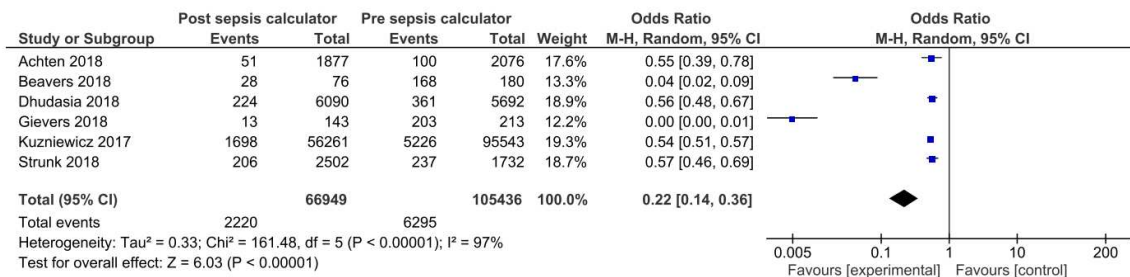 Post sepsis calculator Pre sepsis calculator Odds Ratio Odds Ratio
Study or Subgroup Events Total Events Total Weight M-H, Random, 95% CI M-H, Random, 95% CI
Achten 2018 51 1877 100 2076 17.6% 0.55 [0.39, 0.78]
Beavers 2018 28 76 168 180 13.3% 0.04 [0.02, 0.09]
Dhudasia 2018 224 6090 361 5692 18.9% 0.56 [0.48, 0.67]
Gievers 2018 13 143 203 213 12.2% 0.00 [0.00, 0.01]
Kuzniewicz 2017 1698 56261 5226 95543 19.3% 0.54 [0.51, 0.57]
Strunk 2018 206 2502 237 1732 18.7% 0.57 [0.46, 0.69]
Total (95% CI) 66949 105436 100.0% 0.22 [0.14, 0.36]
Total events 2220 6295
Heterogeneity: Tau² = 0.33; Chi² = 161.48, df = 5 (P < 0.00001); I² = 97%
Test for overall effect: Z = 6.03 (P < 0.00001)
0.005 0.1 1 10 200
Favours [experimental] Favours [control]